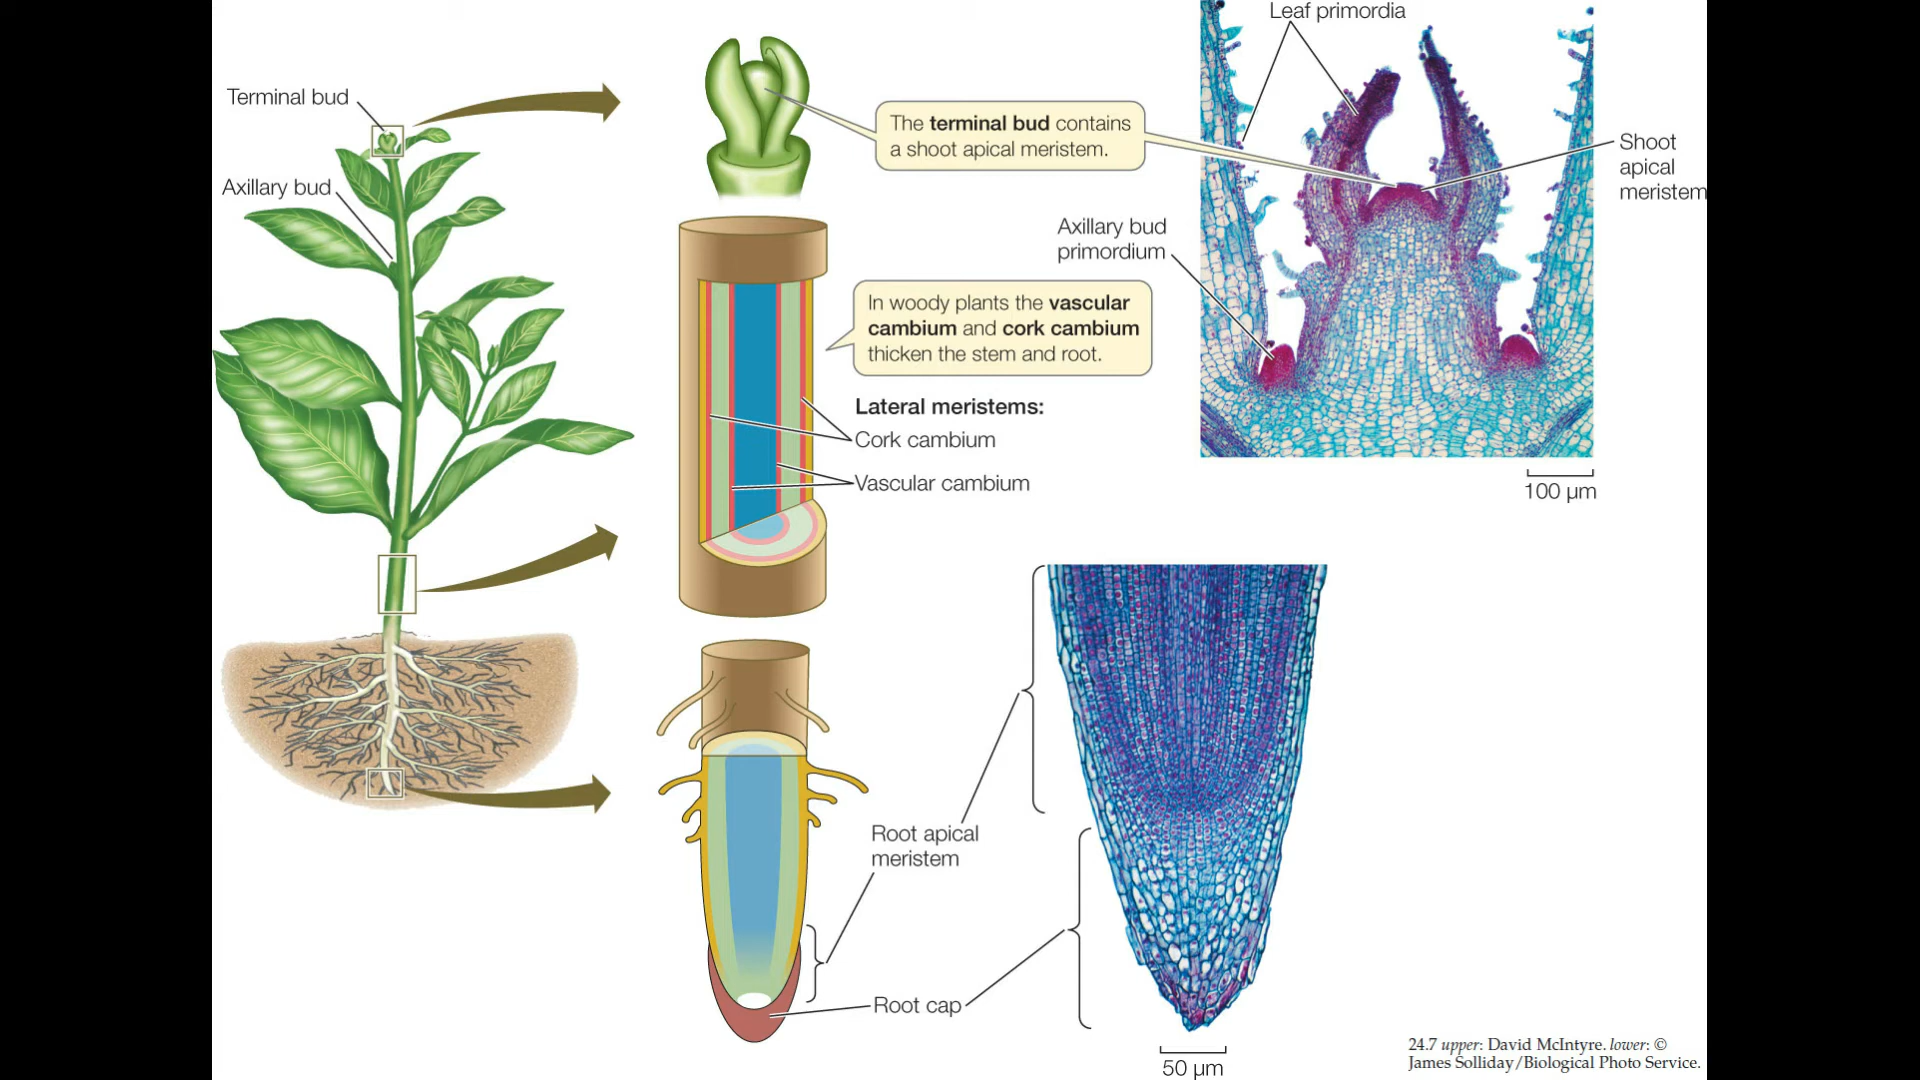 Leaf primordia
Terminal bud
The terminal bud contains
a shoot apical meristem.
Shoot
apical
meristem
Axillary bud
Axillary bud
primordium
In woody plants the vascular
cambium and cork cambium
thicken the stem and root.
Lateral meristems:
Cork cambium
Vascular cambium
100 µm
Root apical
meristem
Root cap
50 µm
24.7 upper: David McIntyre. lower: ©
James Solliday/Biological Photo Service.